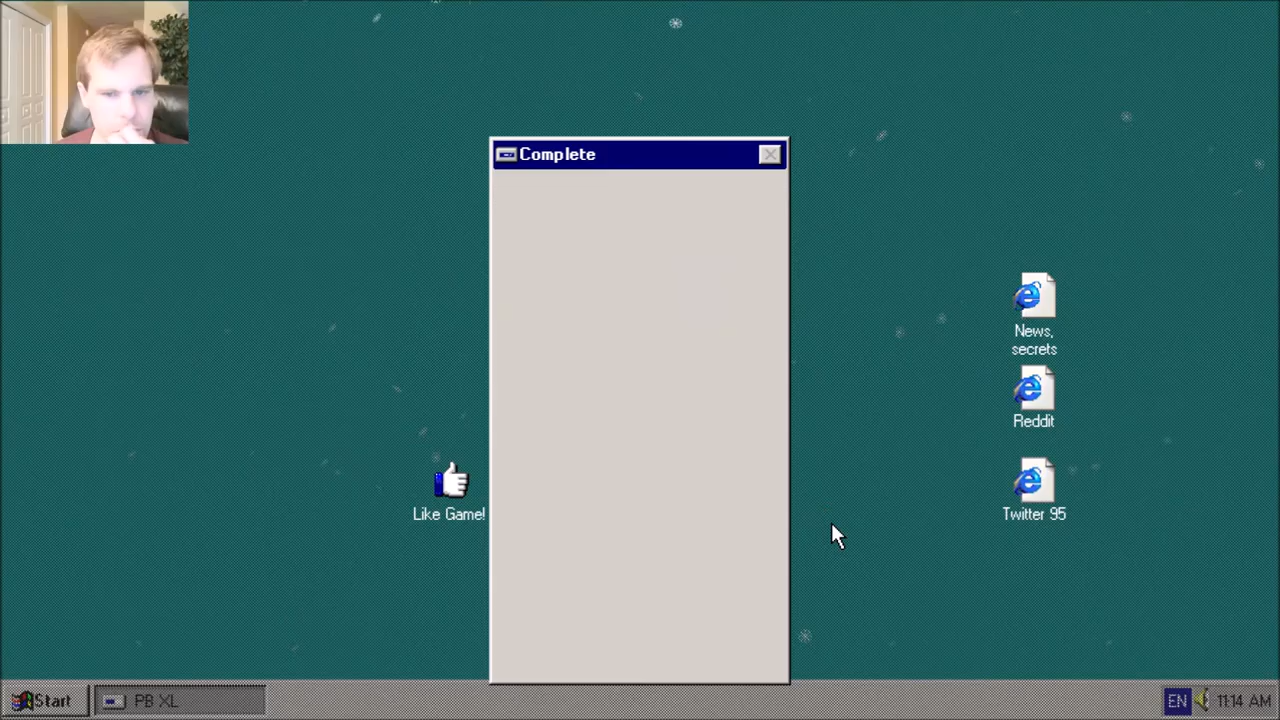 Complete
News,
secrets
Reddit
Like Game!
Twitter 95
Start
PB XL
EN
11:14 AM